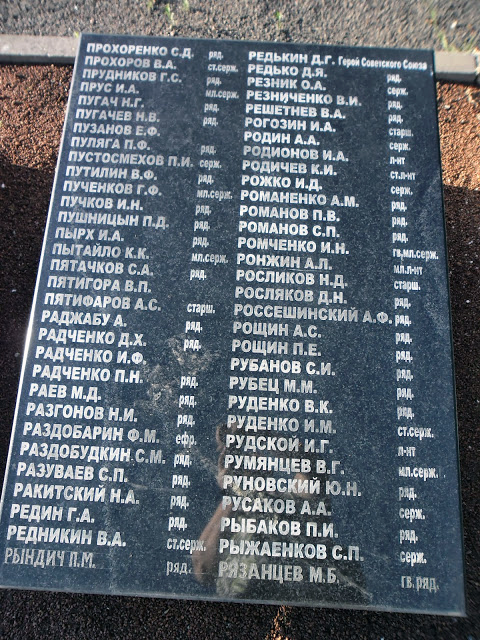 ПРОХОРЕНКО С.Д. ряд.
ПРОХОРОВ В.А. ст.серж.
ПРУДНИКОВ Г.С. ряд.
ПРУС И.А. мл.серж.
ПУГАЧ Н.Г. ряд.
ПУГАЧЕВ Н.В. ряд.
ПУЗАНОВ Е.Ф. ряд.
ПУЛЯГА П.Ф. ряд.
ПУСТОСМЕХОВ П.И. серж.
ПУТИЛИН В.Ф. ряд.
ПУЧЕНКОВ Г.Ф. мл.серж.
ПУЧКОВ И.Н. ряд.
ПУШНИЦЫН П.Д. ряд.
ПЫРХ И.А. ряд.
ПЫТАЙЛО К.К. мл.серж.
ПЯТАЧКОВ С.А. ряд.
ПЯТИГОРА В.П.
ПЯТИФАРОВ А.С. старш.
РАДЖАБУ А. ряд.
РАДЧЕНКО Д.Х. ряд.
РАДЧЕНКО И.Ф.
РАДЧЕНКО П.Н. ряд.
РАЕВ М.Д. ряд.
РАЗГОНОВ Н.И. ряд.
РАЗДОБАРИН Ф.М. ефр.
РАЗДОБУДКИН С.М. ряд.
РАЗУВАЕВ С.П. ряд.
РАКИТСКИЙ Н.А. ряд.
РЕДИН Г.А. ряд.
РЕДНИКИН В.А. ст.серж.
РЫНДИЧ П.М. ряд.
РЕДЬКИН Д.Г. Герой Советского Союза
РЕДЬКО Д.Я. ряд.
РЕЗНИК О.А. серж.
РЕЗНИЧЕНКО В.И. ряд.
РЕШЕТНЕВ В.А. ряд.
РОГОЗИН И.А. старш.
РОДИН А.А. серж.
РОДИОНОВ И.А. л-нт
РОДИЧЕВ К.И. ст.л-нт
РОЖКО И.Д. серж.
РОМАНЕНКО А.М. ряд.
РОМАНОВ П.В. ряд.
РОМАНОВ С.П. ряд.
РОМЧЕНКО И.Н. гв.мл.серж.
РОНЖИН А.П. мл.л-нт
РОСЛИКОВ Н.Д. старш.
РОСЛЯКОВ Д.Н. ряд.
РОССЕШИНСКИЙ А.Ф. ряд.
РОЩИН А.С. ряд.
РОЩИН П.Е. ряд.
РУБАНОВ С.И. ряд.
РУБЕЦ М.М. ряд.
РУДЕНКО В.К. ряд.
РУДЕНКО И.М. ст.серж.
РУДСКОЙ И.Г. л-нт
РУМЯНЦЕВ В.Г. мл.серж.
РУНОВСКИЙ Ю.Н. ряд.
РУСАКОВ А.А. серж.
РЫБАКОВ П.И. ряд.
РЫЖАЕНКОВ С.П. серж.
РЯЗАНЦЕВ М.Б. гв.ряд.